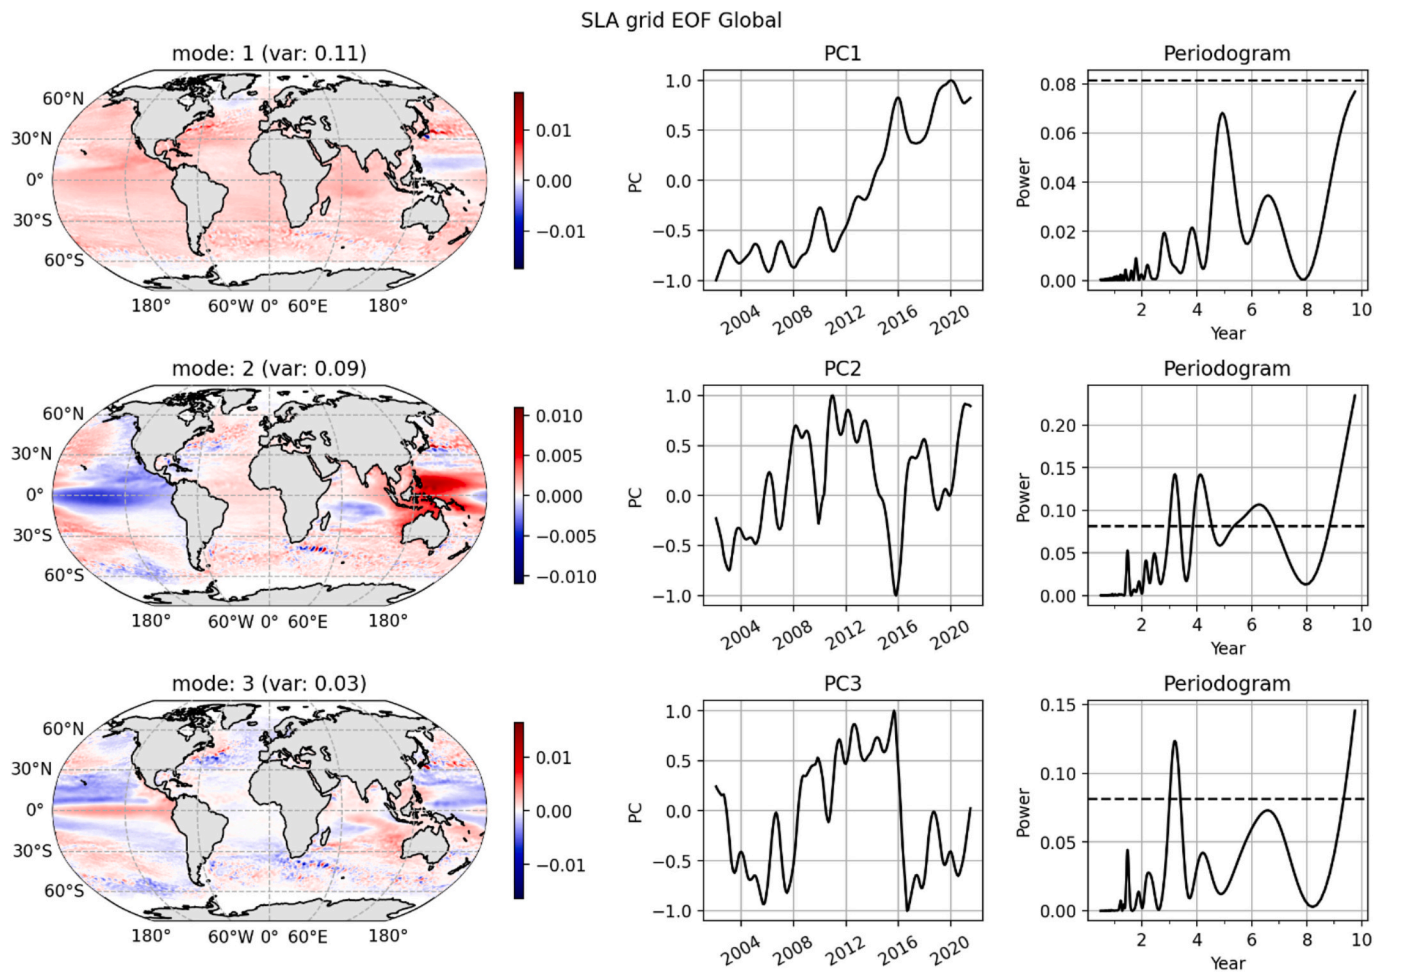 SLA grid EOF Global
mode: 1 (var: 0.11)
60°N
30°N
0°
30°S
60°S
180°
60°W
0°
60°E
180°
0.01
0.00
−0.01
PC1
PC
1.0
0.5
0.0
−0.5
−1.0
2004
2008
2012
2016
2020
Periodogram
Power
0.08
0.06
0.04
0.02
0.00
2
4
6
8
10
Year
mode: 2 (var: 0.09)
60°N
30°N
0°
30°S
60°S
180°
60°W
0°
60°E
180°
0.010
0.005
0.000
−0.005
−0.010
PC2
PC
1.0
0.5
0.0
−0.5
−1.0
2004
2008
2012
2016
2020
Periodogram
Power
0.20
0.15
0.10
0.05
0.00
2
4
6
8
10
Year
mode: 3 (var: 0.03)
60°N
30°N
0°
30°S
60°S
180°
60°W
0°
60°E
180°
0.01
0.00
−0.01
PC3
PC
1.0
0.5
0.0
−0.5
−1.0
2004
2008
2012
2016
2020
Periodogram
Power
0.15
0.10
0.05
0.00
2
4
6
8
10
Year